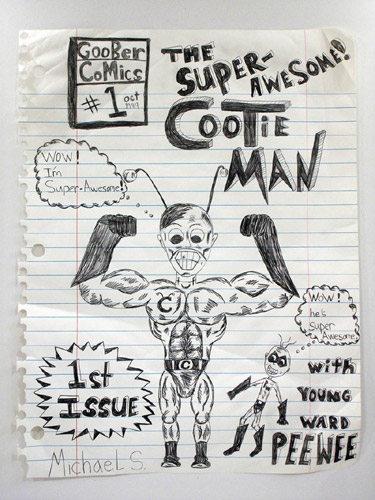 GooBer
CoMics
#1 oct
1999
THE
SUPER-
AWESOME!
COOTiE
MAN
WOW!
I'm
Super-Awesome!
C
C
WOW!
he's
super
Awesome
1st
ISSUE
with
YOUNG
WARD
PEEWEE
Michael S.